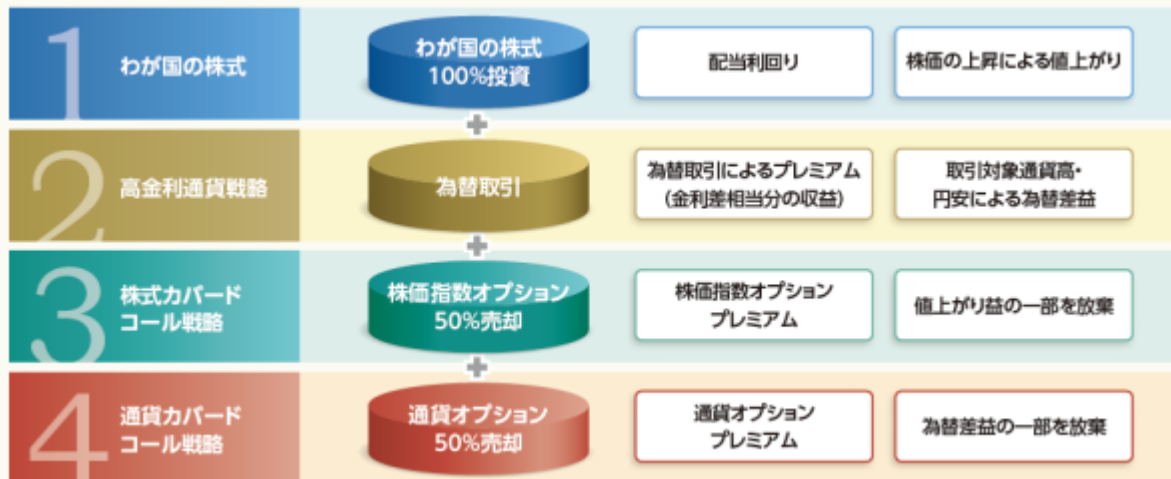 1
わが国の株式
わが国の株式
100%投資
配当利回り
株価の上昇による値上がり
+
2
高金利通貨戦略
為替取引
為替取引によるプレミアム
(金利差相当分の収益)
取引対象通貨高・
円安による為替差益
+
3
株式カバード
コール戦略
株価指数オプション
50%売却
株価指数オプション
プレミアム
値上がり益の一部を放棄
+
4
通貨カバード
コール戦略
通貨オプション
50%売却
通貨オプション
プレミアム
為替差益の一部を放棄